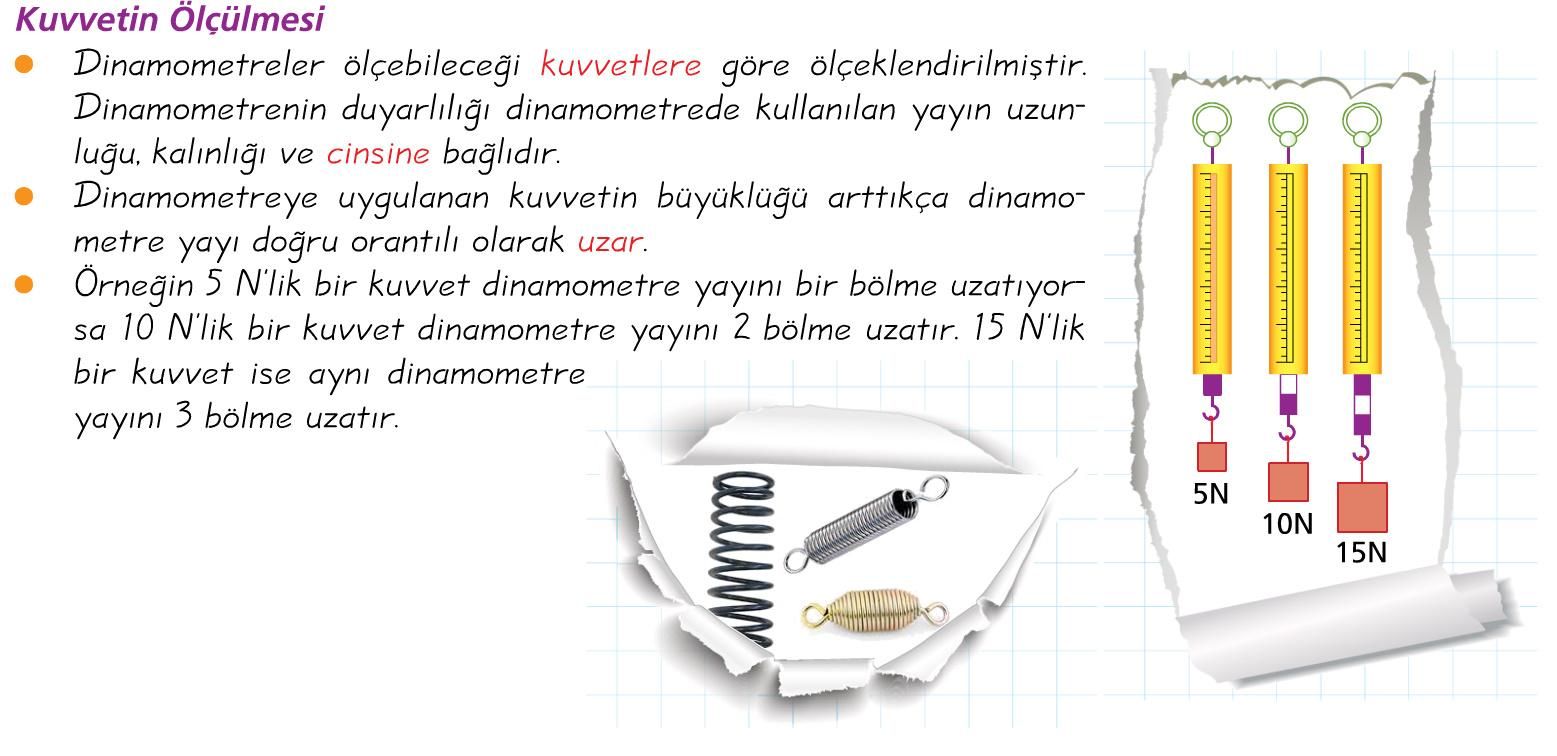 Kuvvetin Ölçülmesi
● Dinamometreler ölçebileceği kuvvetlere göre ölçeklendirilmiştir.
Dinamometrenin duyarlılığı dinamometrede kullanılan yayın uzun-
luğu, kalınlığı ve cinsine bağlıdır.
● Dinamometreye uygulanan kuvvetin büyüklüğü arttıkça dinamo-
metre yayı doğru orantılı olarak uzar.
● Örneğin 5 N'lik bir kuvvet dinamometre yayını bir bölme uzatıyor-
sa 10 N'lik bir kuvvet dinamometre yayını 2 bölme uzatır. 15 N'lik
bir kuvvet ise aynı dinamometre
yayını 3 bölme uzatır.
5N
10N
15N